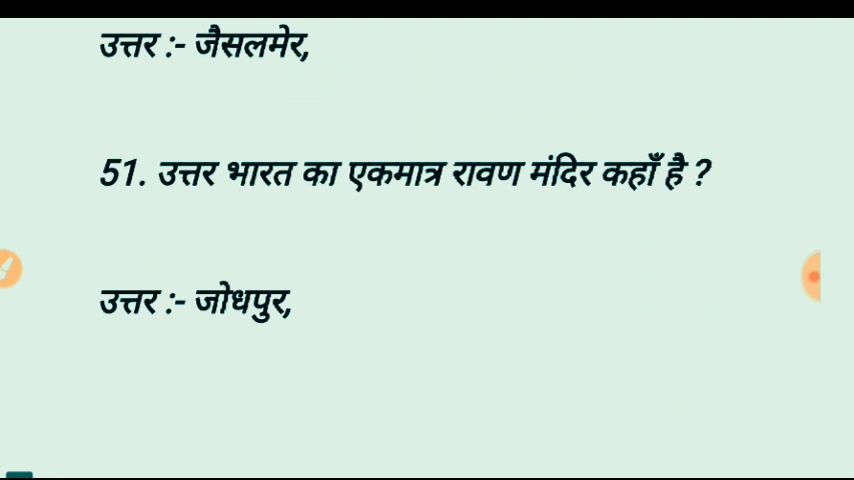 उत्तर :- जैसलमेर,
51. उत्तर भारत का एकमात्र रावण मंदिर कहाँ है ?
उत्तर :- जोधपुर,